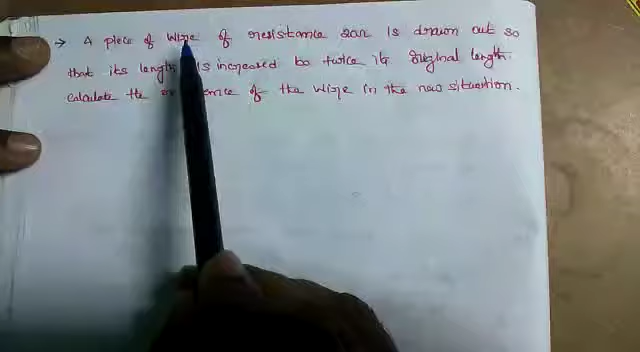 → A piece of wire of resistance 20Ω is drawn out so
that its length is increased to twice its original length.
calculate the of the wire in the new situation.